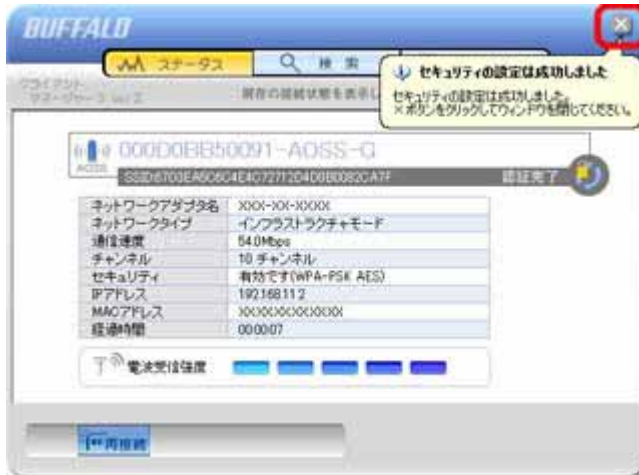 BUFFALO
ステータス
検索
クライアント
マネージャ3 Ver.2
現在の接続状態を表示し
セキュリティの設定は成功しました
セキュリティの設定は成功しました。
×ボタンをクリックしてウィンドウを閉じてください。
000D0BB50091-AOSS-G
AOSS
認証完了
ネットワークアダプタ名 XXX-XX-XXXXX
ネットワークタイプ インフラストラクチャモード
通信速度 54.0Mbps
チャンネル 10 チャンネル
セキュリティ 有効です(WPA-PSK AES)
IPアドレス 192.168.11.2
MACアドレス XXXXXXXXXXXX
経過時間 00:00:07
電波受信強度
再接続